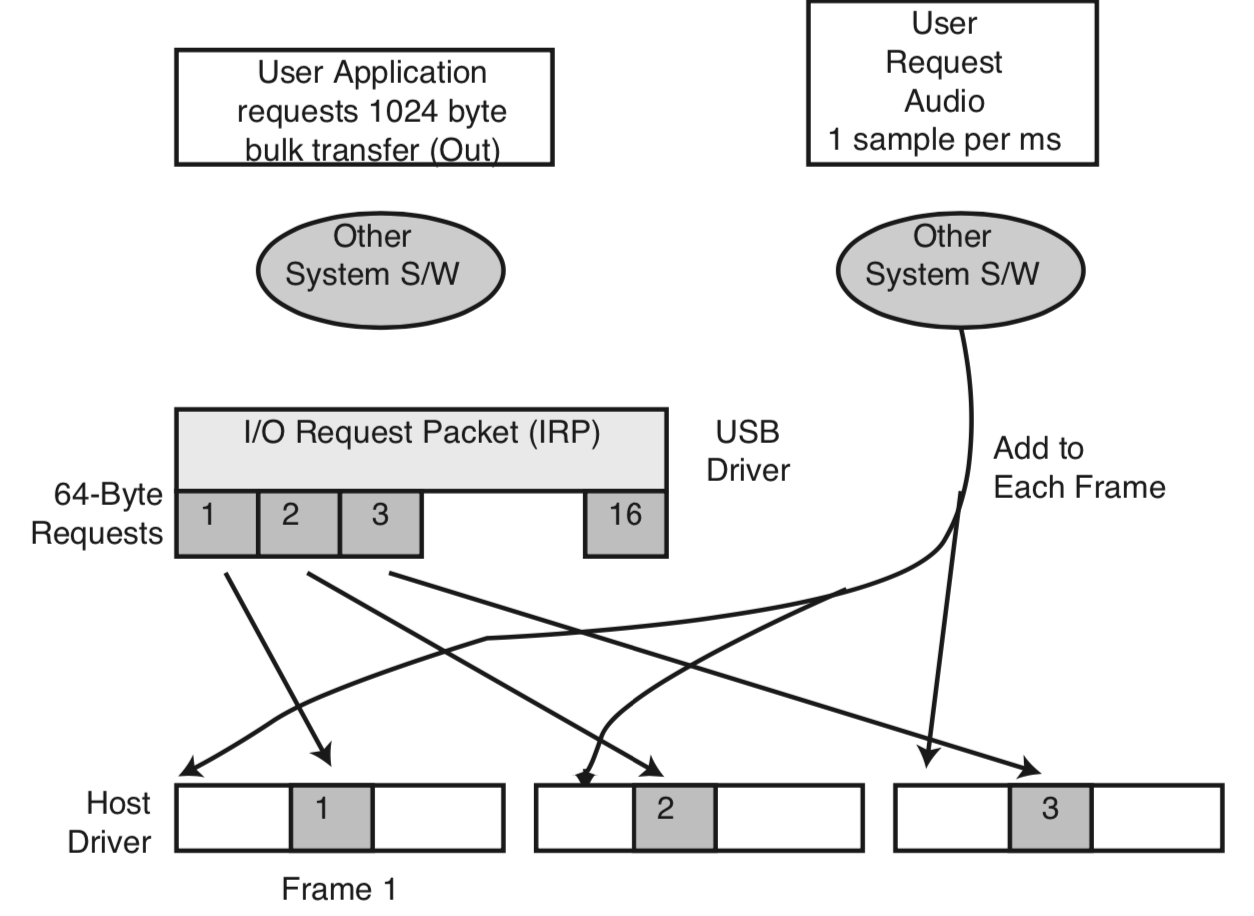 User Application
requests 1024 byte
bulk transfer (Out)
User
Request
Audio
1 sample per ms
Other
System S/W
Other
System S/W
I/O Request Packet (IRP)
USB
Driver
Add to
Each Frame
64-Byte
Requests
1
2
3
16
Host
Driver
1
2
3
Frame 1